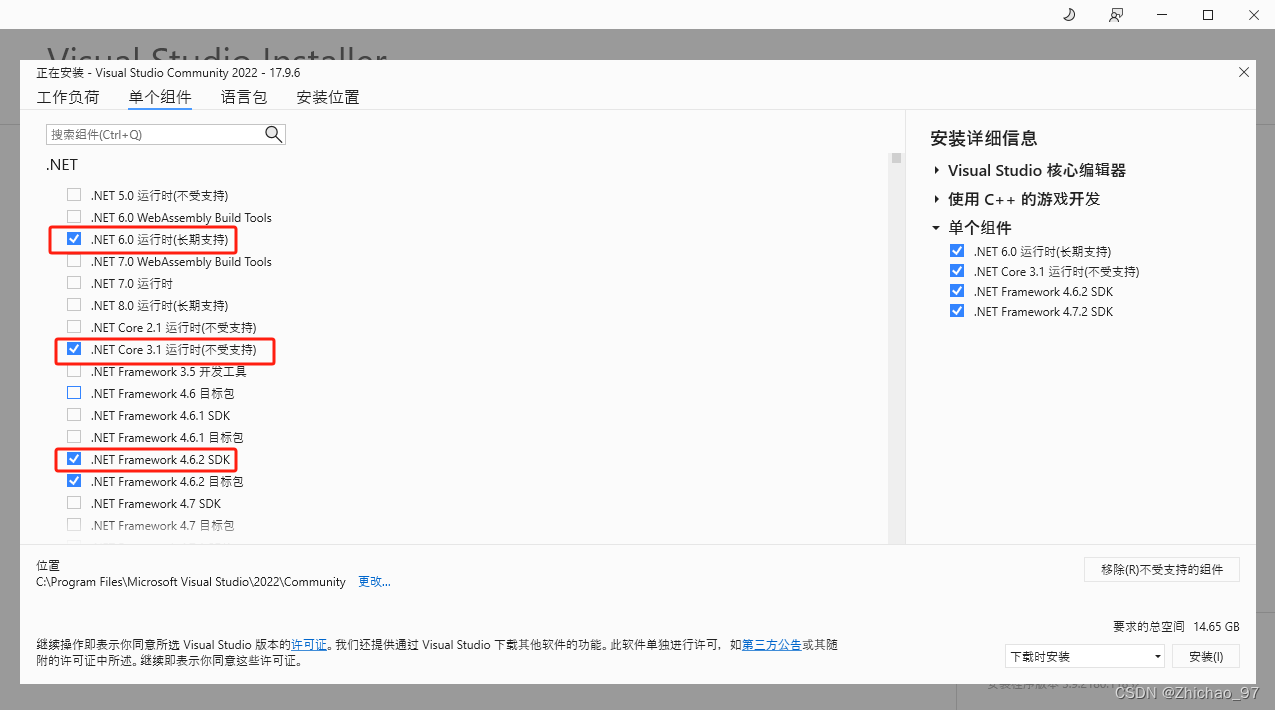 Visual Studio Installer
正在安装 - Visual Studio Community 2022 - 17.9.6
工作负荷 单个组件 语言包 安装位置
搜索组件(Ctrl+Q)
.NET
.NET 5.0 运行时(不受支持)
.NET 6.0 WebAssembly Build Tools
.NET 6.0 运行时(长期支持)
.NET 7.0 WebAssembly Build Tools
.NET 7.0 运行时
.NET 8.0 运行时(长期支持)
.NET Core 2.1 运行时(不受支持)
.NET Core 3.1 运行时(不受支持)
.NET Framework 3.5 开发工具
.NET Framework 4.6 目标包
.NET Framework 4.6.1 SDK
.NET Framework 4.6.1 目标包
.NET Framework 4.6.2 SDK
.NET Framework 4.6.2 目标包
.NET Framework 4.7 SDK
.NET Framework 4.7 目标包
安装详细信息
Visual Studio 核心编辑器
使用 C++ 的游戏开发
单个组件
.NET 6.0 运行时(长期支持)
.NET Core 3.1 运行时(不受支持)
.NET Framework 4.6.2 SDK
.NET Framework 4.7.2 SDK
位置
C:\Program Files\Microsoft Visual Studio\2022\Community 更改...
移除(R)不受支持的组件
继续操作即表示你同意所选 Visual Studio 版本的许可证。我们还提供通过 Visual Studio 下载其他软件的功能。此软件单独进行许可，如第三方公告或其随
附的许可证中所述。继续即表示你同意这些许可证。
要求的总空间 14.65 GB
下载时安装 安装(I)
CSDN @Zhichao_97